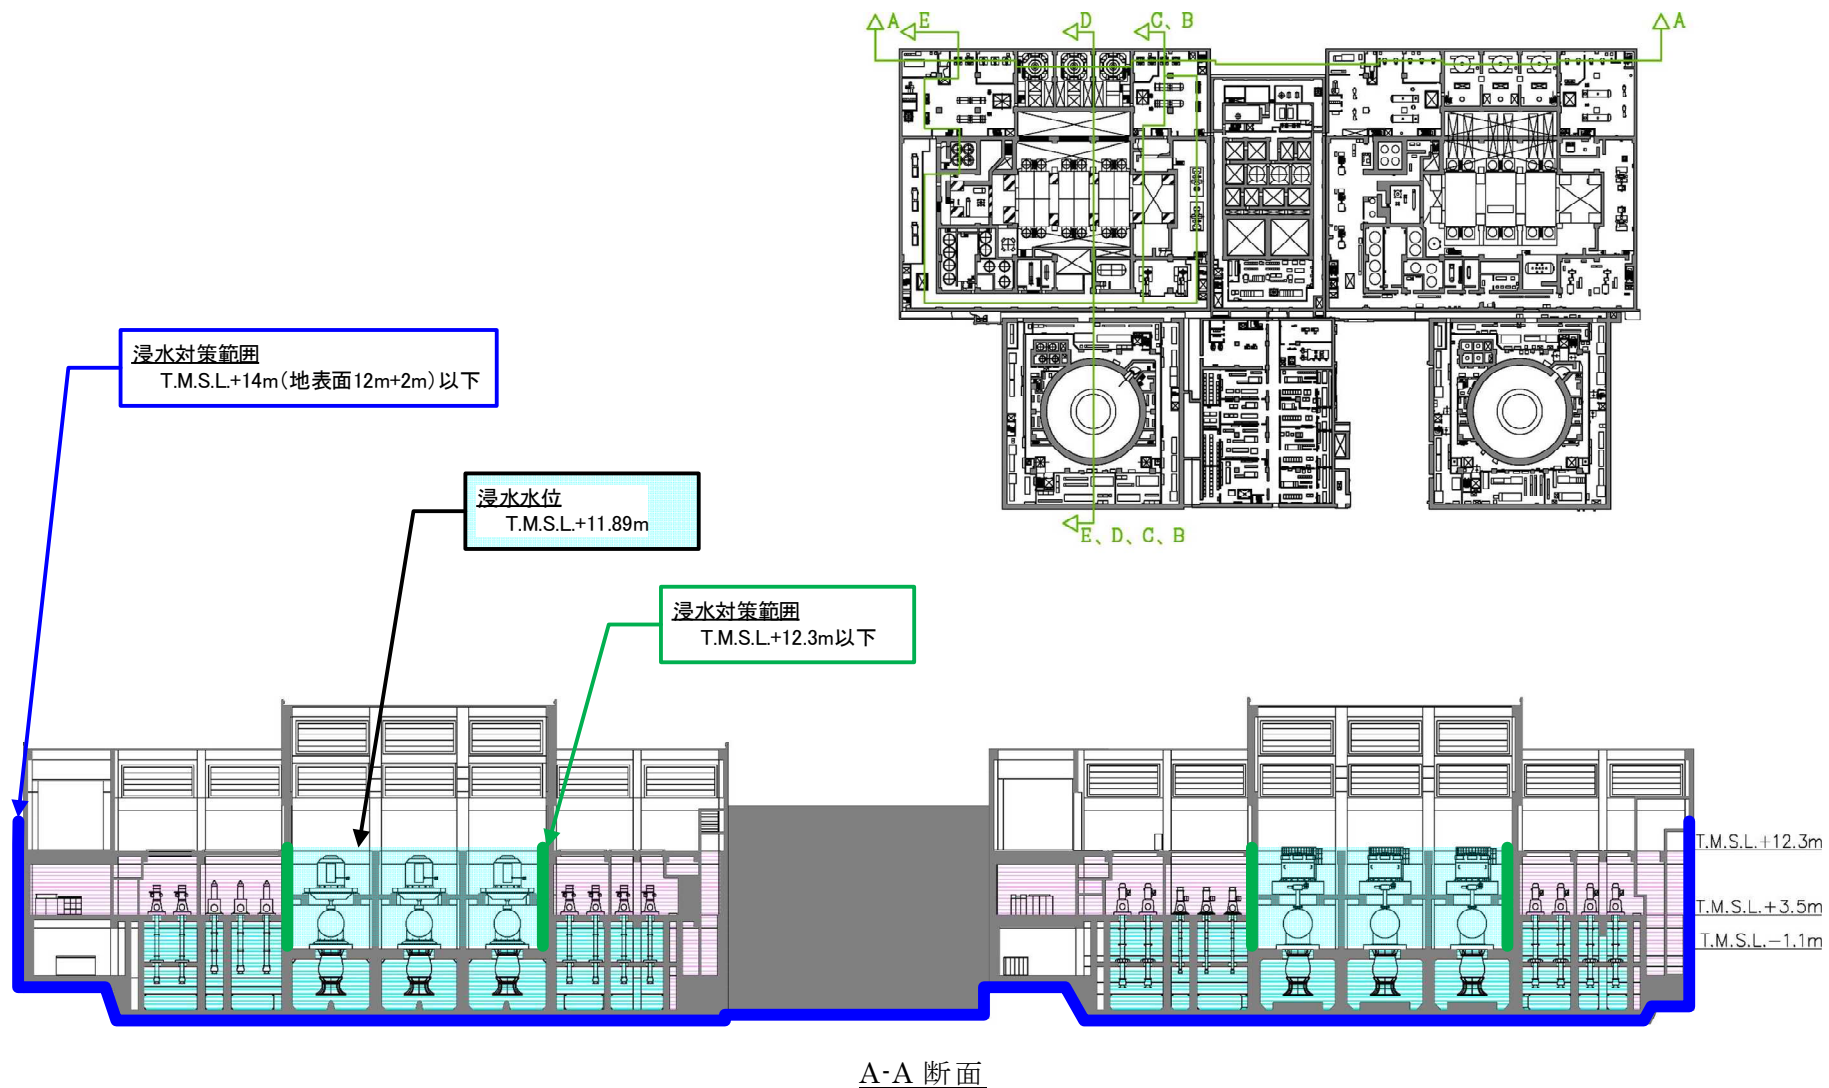 A E D C、B A
E、D、C、B
浸水対策範囲
T.M.S.L.+14m(地表面12m+2m)以下
浸水水位
T.M.S.L.+11.89m
浸水対策範囲
T.M.S.L.+12.3m以下
T.M.S.L.+12.3m
T.M.S.L.+3.5m
T.M.S.L.−1.1m
A-A 断面